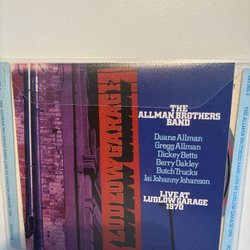 LUDLOW GARAGE
THE
ALLMAN BROTHERS
BAND
Duane Allman
Gregg Allman
Dickey Betts
Berry Oakley
Butch Trucks
Jai Johanny Johanson
LIVE AT
LUDLOW GARAGE
1970